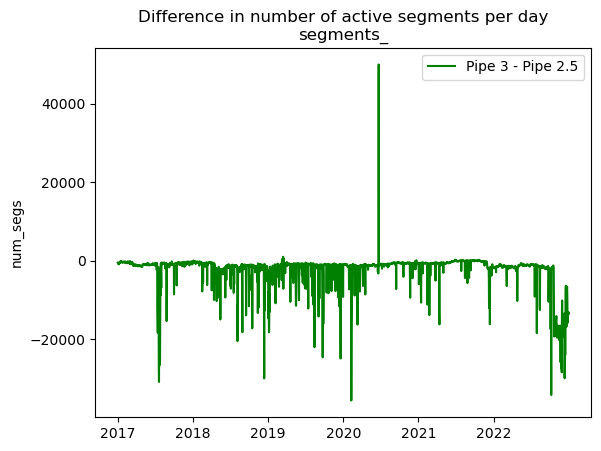 Difference in number of active segments per day
segments_
Pipe 3 - Pipe 2.5
40000
20000
0
−20000
num_segs
2017 2018 2019 2020 2021 2022